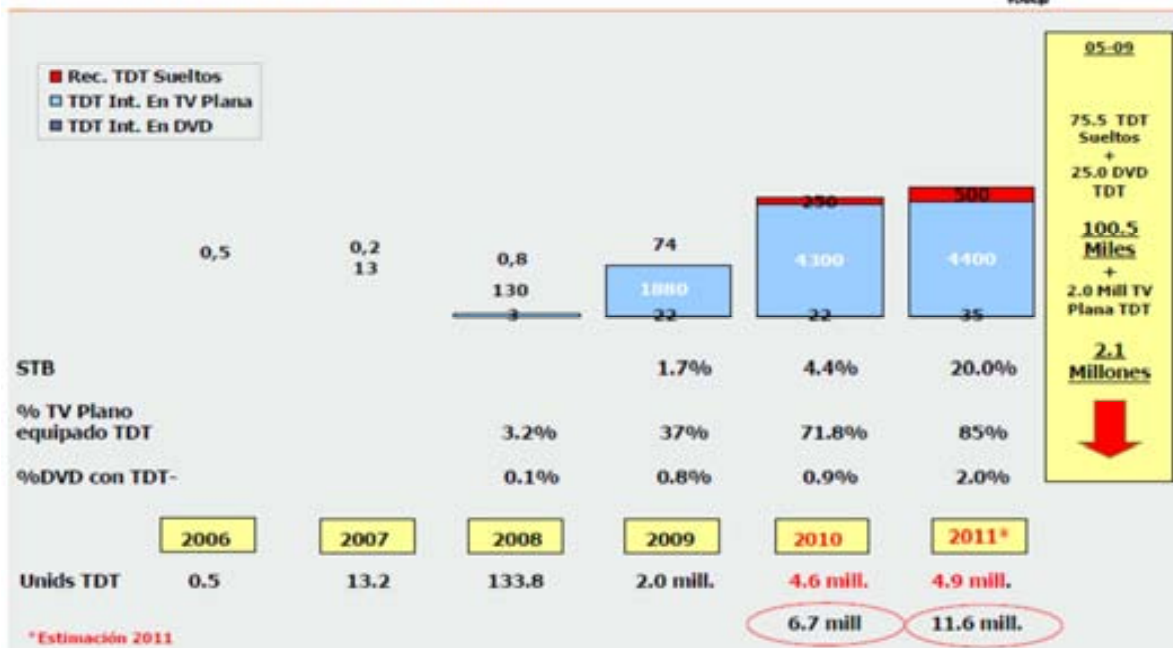 05-09
75.5 TDT
Sueltos
+
25.0 DVD
TDT
100.5
Miles
+
2.0 Mill TV
Plana TDT
2.1
Millones
Rec. TDT Sueltos
TDT Int. En TV Plana
TDT Int. En DVD
0,5
0,2
13
0,8
130
3
74
1880
22
250
4300
22
500
4400
35
STB 1.7% 4.4% 20.0%
% TV Plano
equipado TDT 3.2% 37% 71.8% 85%
%DVD con TDT- 0.1% 0.8% 0.9% 2.0%
2006 2007 2008 2009 2010 2011*
Unids TDT 0.5 13.2 133.8 2.0 mill. 4.6 mill. 4.9 mill.
6.7 mill 11.6 mill.
*Estimación 2011